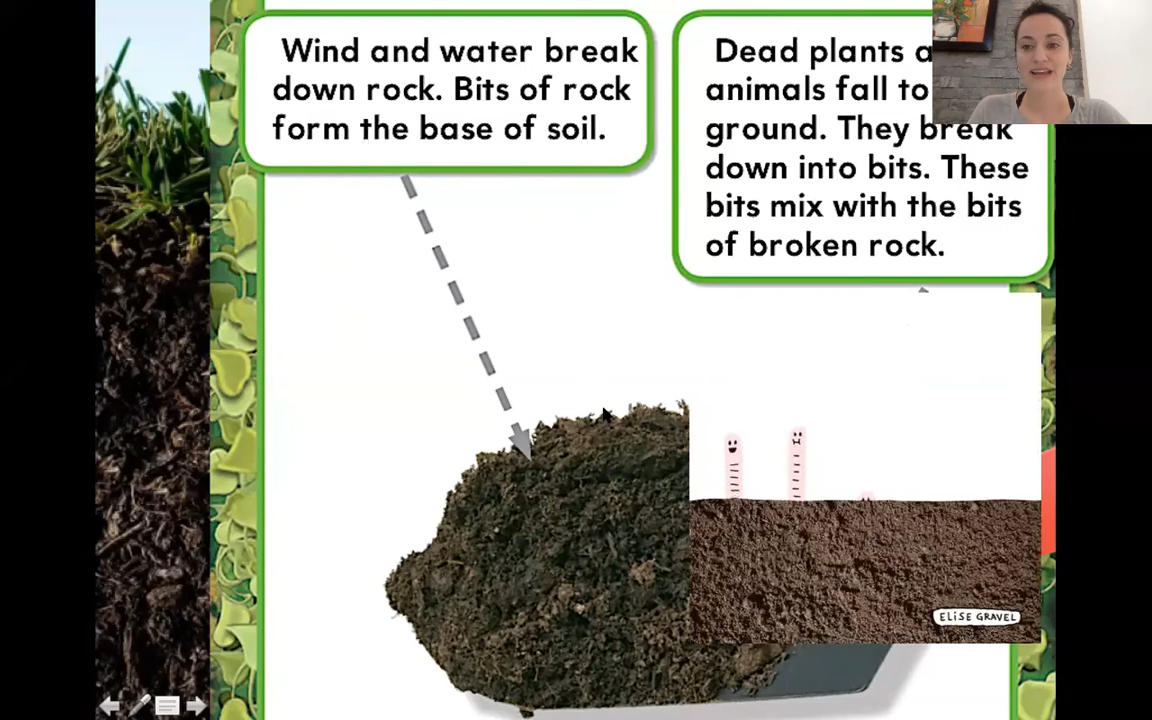 Wind and water break
down rock. Bits of rock
form the base of soil.
Dead plants
animals fall to
ground. They break
down into bits. These
bits mix with the bits
of broken rock.
ELiSE GRAVEL